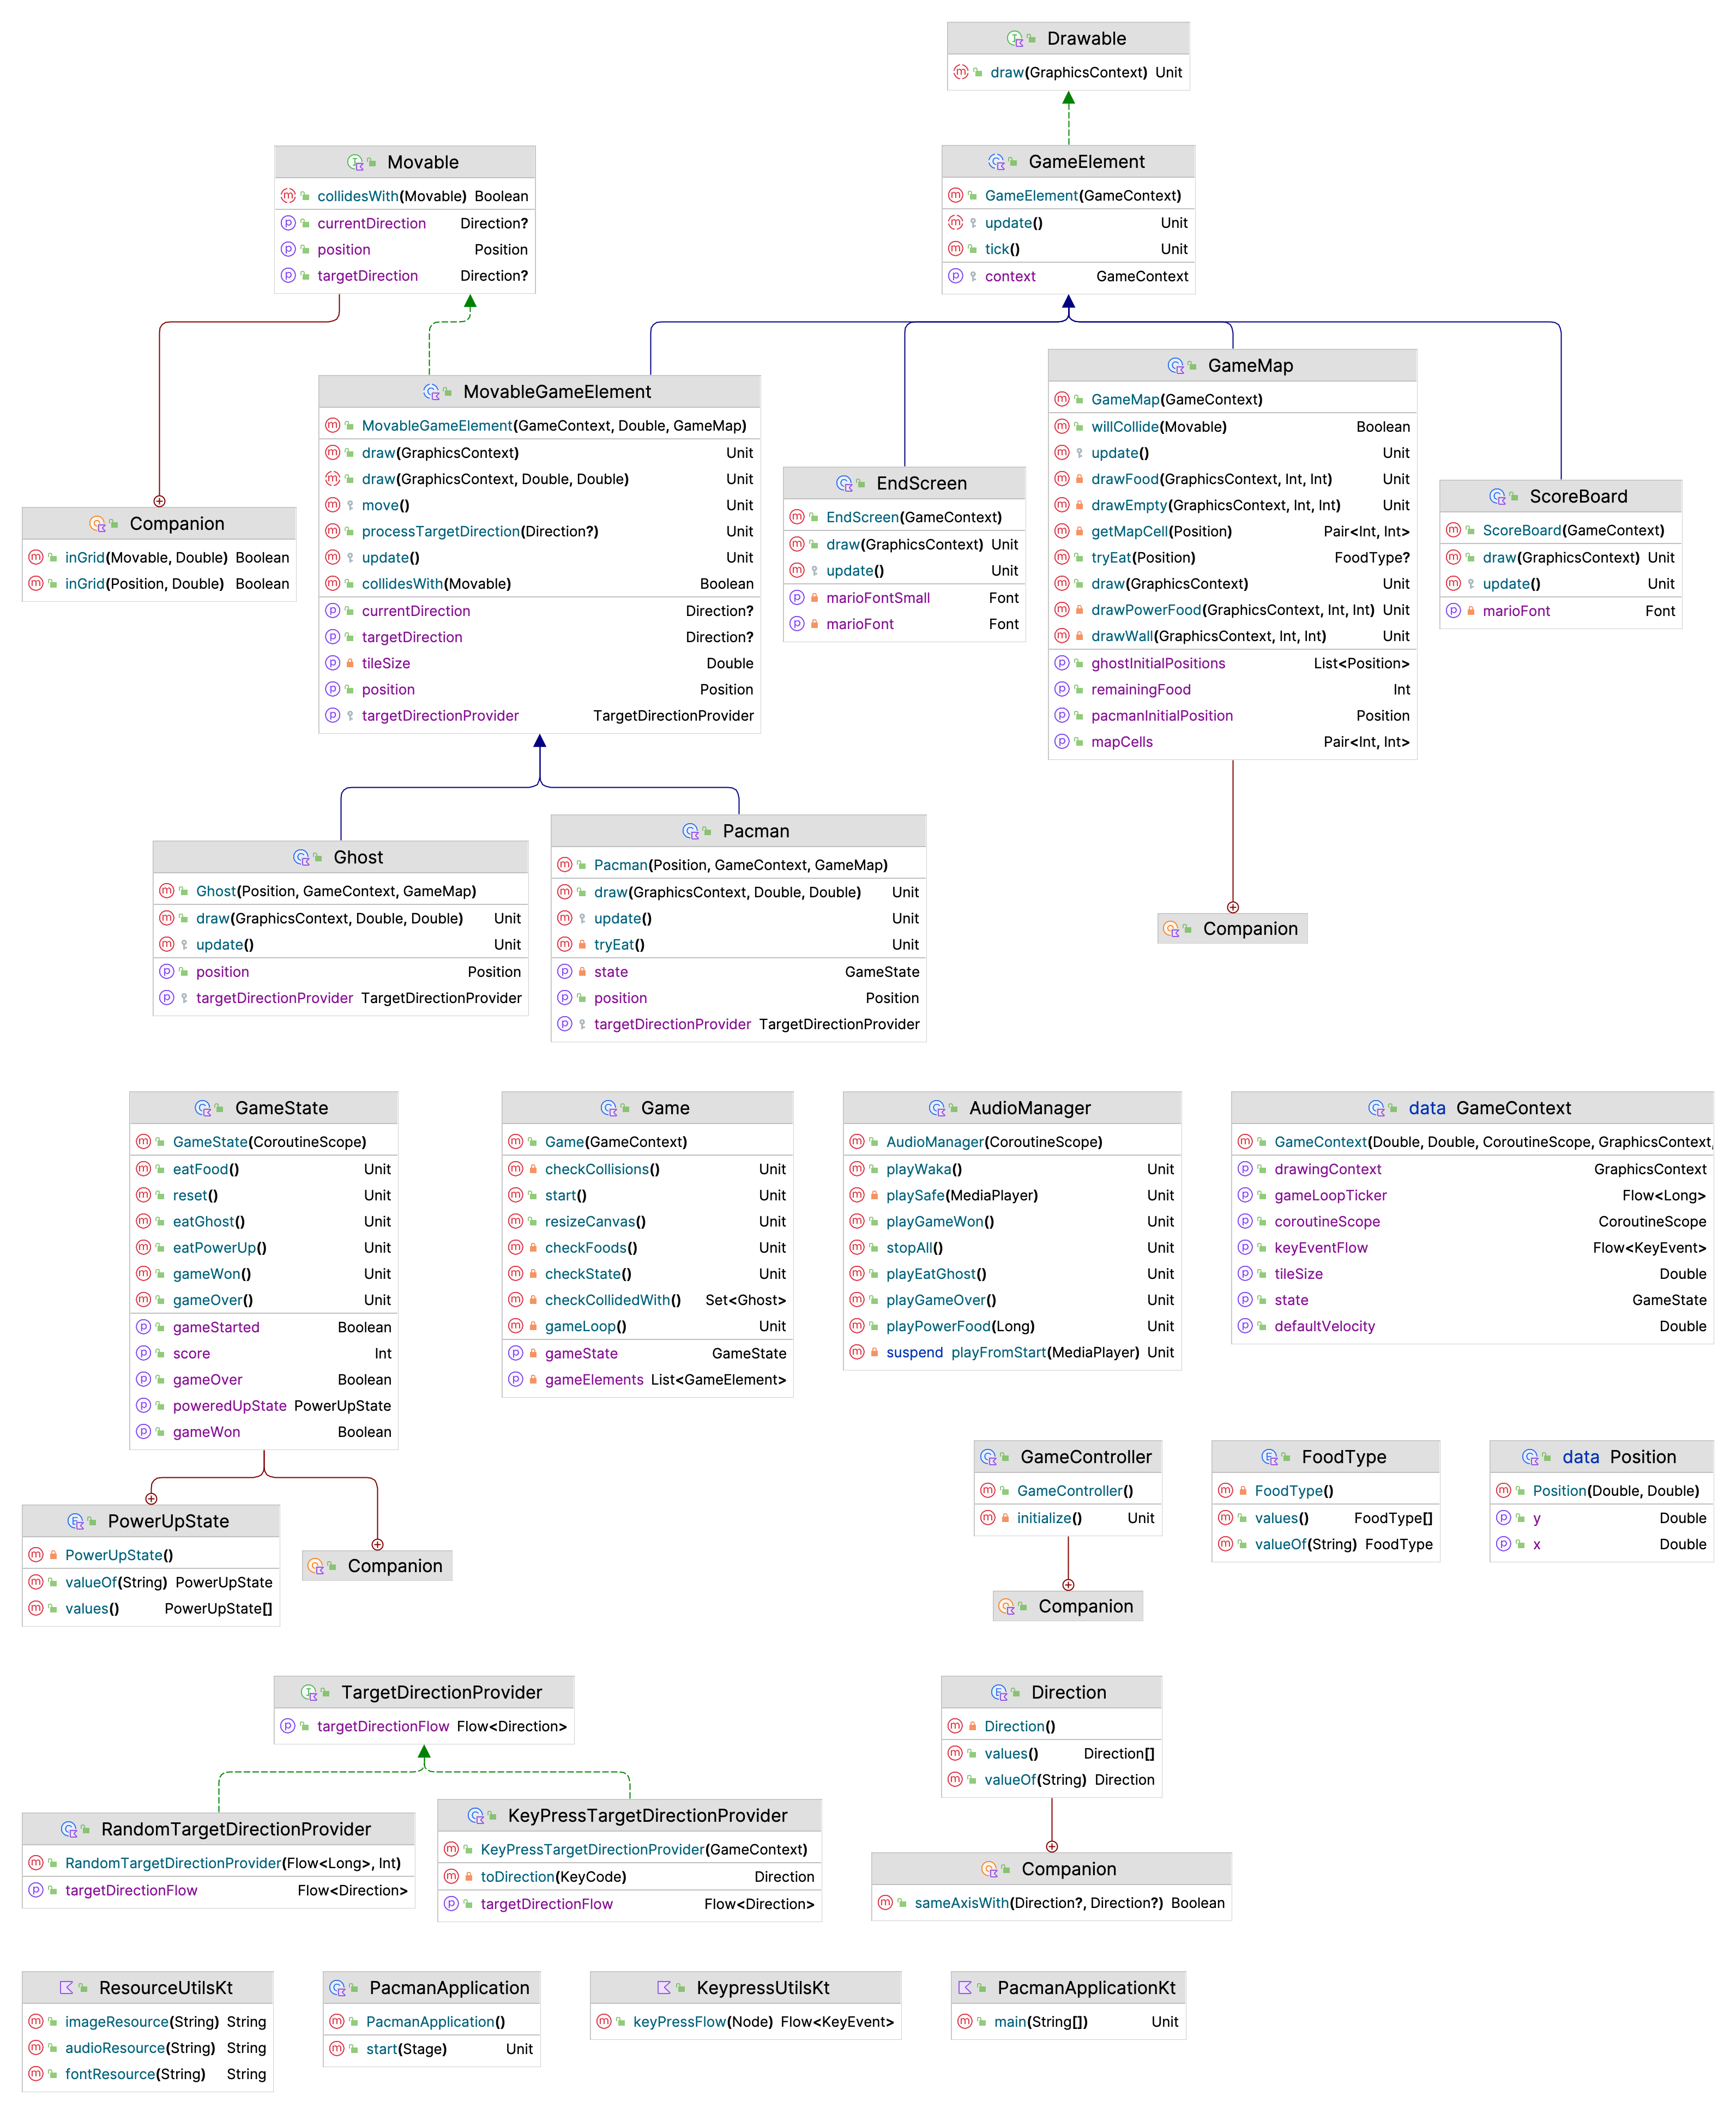 Drawable
draw(GraphicsContext) Unit
Movable
collidesWith(Movable) Boolean
currentDirection Direction?
position Position
targetDirection Direction?
GameElement
GameElement(GameContext)
update() Unit
tick() Unit
context GameContext
MovableGameElement
MovableGameElement(GameContext, Double, GameMap)
draw(GraphicsContext) Unit
draw(GraphicsContext, Double, Double) Unit
move() Unit
processTargetDirection(Direction?) Unit
update() Unit
collidesWith(Movable) Boolean
currentDirection Direction?
targetDirection Direction?
tileSize Double
position Position
targetDirectionProvider TargetDirectionProvider
GameMap
GameMap(GameContext)
willCollide(Movable) Boolean
update() Unit
drawFood(GraphicsContext, Int, Int) Unit
drawEmpty(GraphicsContext, Int, Int) Unit
getMapCell(Position) Pair<Int, Int>
tryEat(Position) FoodType?
draw(GraphicsContext) Unit
drawPowerFood(GraphicsContext, Int, Int) Unit
drawWall(GraphicsContext, Int, Int) Unit
ghostInitialPositions List<Position>
remainingFood Int
pacmanInitialPosition Position
mapCells Pair<Int, Int>
EndScreen
EndScreen(GameContext)
draw(GraphicsContext) Unit
update() Unit
marioFontSmall Font
marioFont Font
ScoreBoard
ScoreBoard(GameContext)
draw(GraphicsContext) Unit
update() Unit
marioFont Font
Companion
inGrid(Movable, Double) Boolean
inGrid(Position, Double) Boolean
Ghost
Ghost(Position, GameContext, GameMap)
draw(GraphicsContext, Double, Double) Unit
update() Unit
position Position
targetDirectionProvider TargetDirectionProvider
Pacman
Pacman(Position, GameContext, GameMap)
draw(GraphicsContext, Double, Double) Unit
update() Unit
tryEat() Unit
state GameState
position Position
targetDirectionProvider TargetDirectionProvider
Companion
GameState
GameState(CoroutineScope)
eatFood() Unit
reset() Unit
eatGhost() Unit
eatPowerUp() Unit
gameWon() Unit
gameOver() Unit
gameStarted Boolean
score Int
gameOver Boolean
poweredUpState PowerUpState
gameWon Boolean
Game
Game(GameContext)
checkCollisions() Unit
start() Unit
resizeCanvas() Unit
checkFoods() Unit
checkState() Unit
checkCollidedWith() Set<Ghost>
gameLoop() Unit
gameState GameState
gameElements List<GameElement>
AudioManager
AudioManager(CoroutineScope)
playWaka() Unit
playSafe(MediaPlayer) Unit
playGameWon() Unit
stopAll() Unit
playEatGhost() Unit
playGameOver() Unit
playPowerFood(Long) Unit
suspend playFromStart(MediaPlayer) Unit
data GameContext
GameContext(Double, Double, CoroutineScope, GraphicsContext,
drawingContext GraphicsContext
gameLoopTicker Flow<Long>
coroutineScope CoroutineScope
keyEventFlow Flow<KeyEvent>
tileSize Double
state GameState
defaultVelocity Double
PowerUpState
PowerUpState()
valueOf(String) PowerUpState
values() PowerUpState[]
Companion
GameController
GameController()
initialize() Unit
Companion
FoodType
FoodType()
values() FoodType[]
valueOf(String) FoodType
data Position
Position(Double, Double)
y Double
x Double
TargetDirectionProvider
targetDirectionFlow Flow<Direction>
RandomTargetDirectionProvider
RandomTargetDirectionProvider(Flow<Long>, Int)
targetDirectionFlow Flow<Direction>
KeyPressTargetDirectionProvider
KeyPressTargetDirectionProvider(GameContext)
toDirection(KeyCode) Direction
targetDirectionFlow Flow<Direction>
Direction
Direction()
values() Direction[]
valueOf(String) Direction
Companion
sameAxisWith(Direction?, Direction?) Boolean
ResourceUtilsKt
imageResource(String) String
audioResource(String) String
fontResource(String) String
PacmanApplication
PacmanApplication()
start(Stage) Unit
KeypressUtilsKt
keyPressFlow(Node) Flow<KeyEvent>
PacmanApplicationKt
main(String[]) Unit